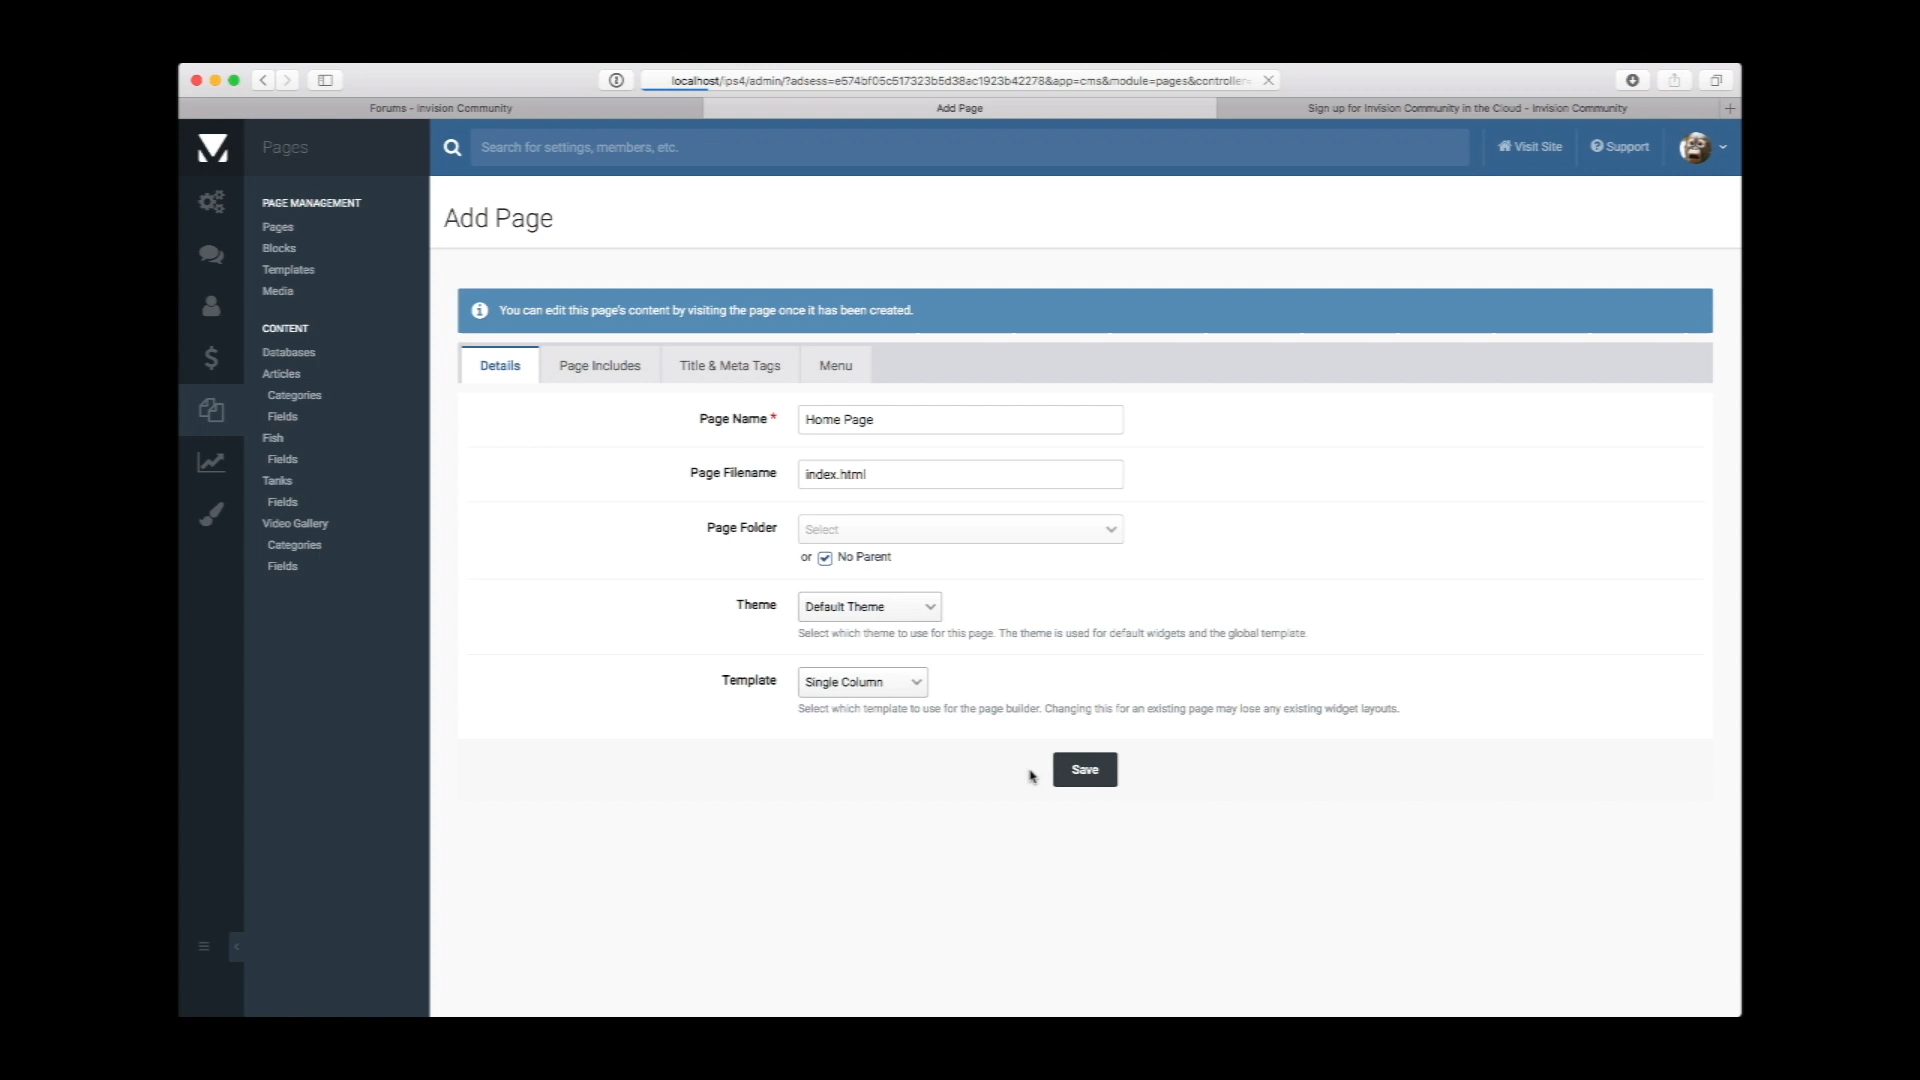 localhost/ips4/admin/?adsess=e574bf05c517323b5d38ac1923b42278&app=cms&module=pages&controller=
Forums - Invision Community
Add Page
Sign up for Invision Community in the Cloud - Invision Community
Pages
Search for settings, members, etc.
Visit Site
Support
PAGE MANAGEMENT
Pages
Blocks
Templates
Media
CONTENT
Databases
Articles
Categories
Fields
Fish
Fields
Tanks
Fields
Video Gallery
Categories
Fields
Add Page
You can edit this page's content by visiting the page once it has been created.
Details
Page Includes
Title & Meta Tags
Menu
Page Name *
Home Page
Page Filename
index.html
Page Folder
Select
or No Parent
Theme
Default Theme
Select which theme to use for this page. The theme is used for default widgets and the global template.
Template
Single Column
Select which template to use for the page builder. Changing this for an existing page may lose any existing widget layouts.
Save